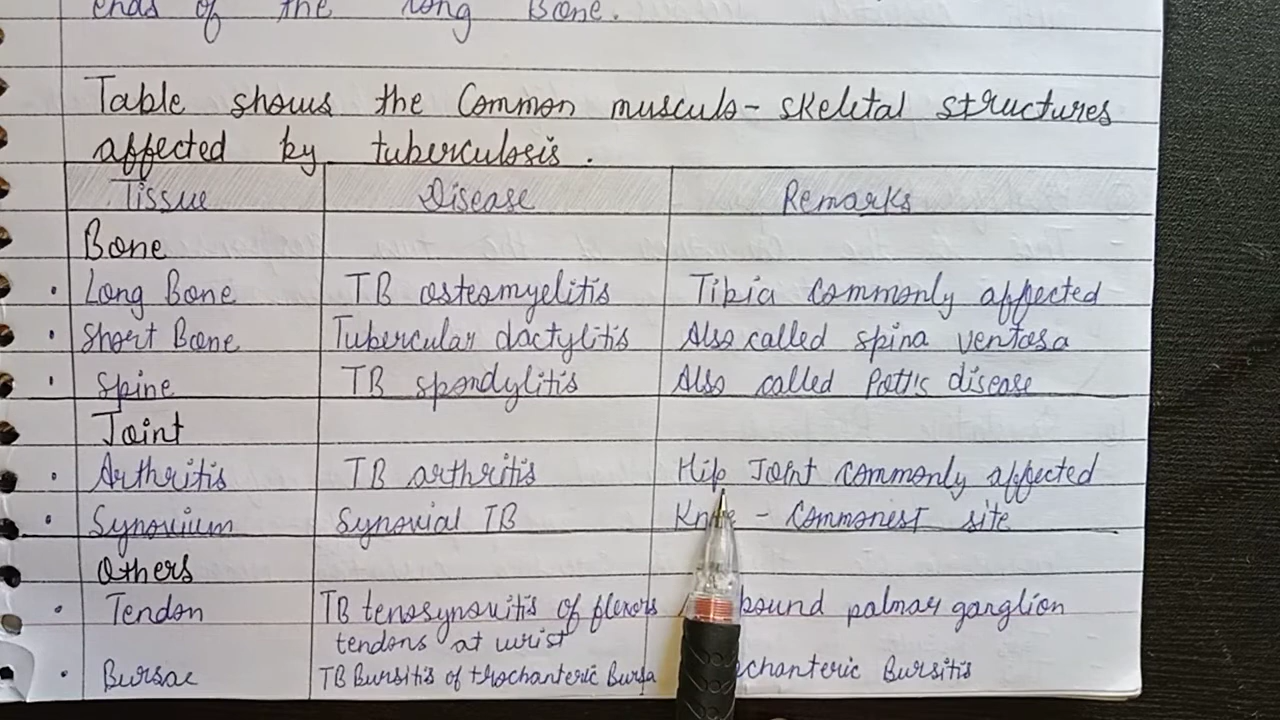 ends of the long Bone.
Table shows the Common musculo-skeletal structures
affected by tuberculosis.
Tissue Disease Remarks
Bone
Long Bone TB osteomyelitis Tibia commonly affected
Short Bone Tubercular dactylitis Also called spina ventosa
Spine TB spondylitis Also called Pott's disease
Joint
Arthritis TB arthritis Hip Joint commonly affected
Synovium Synovial TB - Commonest site
Others
Tendon TB tenosynovitis of flexors palmar ganglion
tendons at wrist
Bursae TB Bursitis of trochanteric Bursa Bursitis